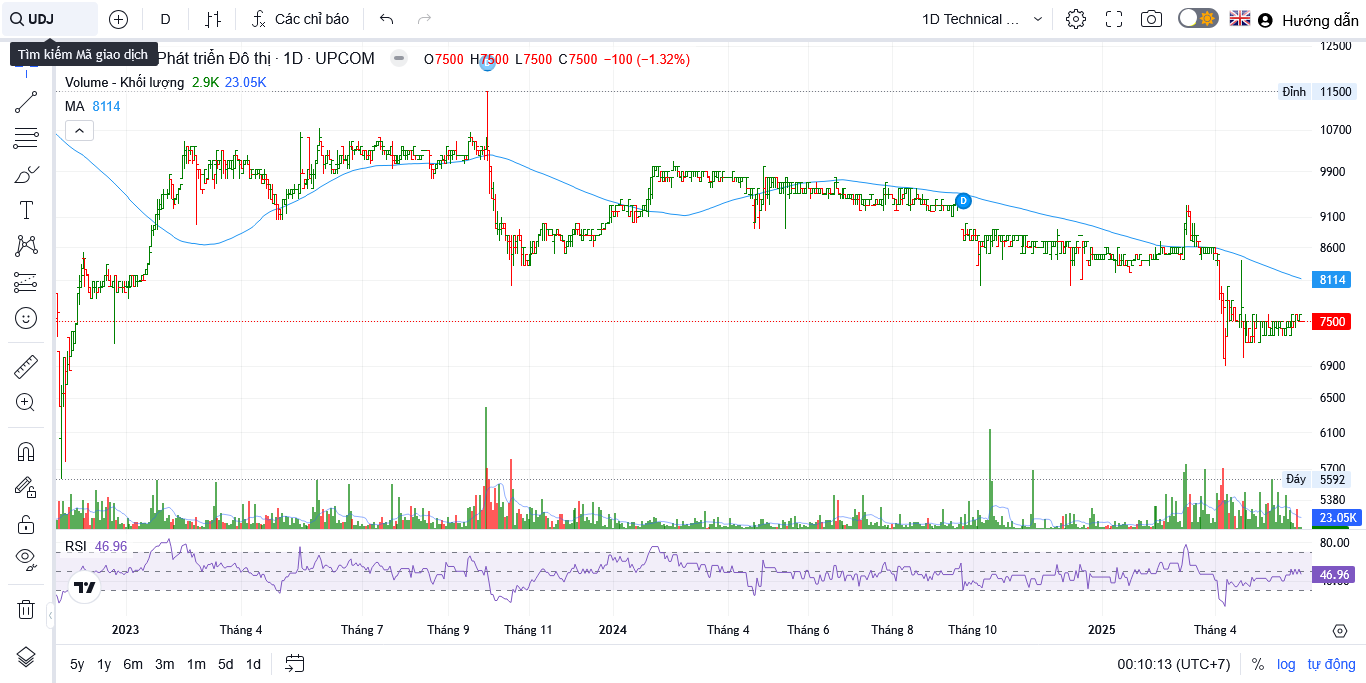 UDJ
D
Các chỉ báo
1D Technical ...
Hướng dẫn
Tìm kiếm Mã giao dịch
Phát triển Đô thị · 1D · UPCOM
O7500 H7500 L7500 C7500 −100 (−1.32%)
Volume - Khối lượng 2.9K 23.05K
MA 8114
12500
Đỉnh 11500
10700
9900
9100
8600
8114
7500
6900
6500
6100
5700
Đáy 5592
5380
23.05K
D
RSI 46.96
80.00
46.96
2023
Tháng 4
Tháng 7
Tháng 9
Tháng 11
2024
Tháng 4
Tháng 6
Tháng 8
Tháng 10
2025
Tháng 4
5y 1y 6m 3m 1m 5d 1d
00:10:13 (UTC+7)
%
log
tự động